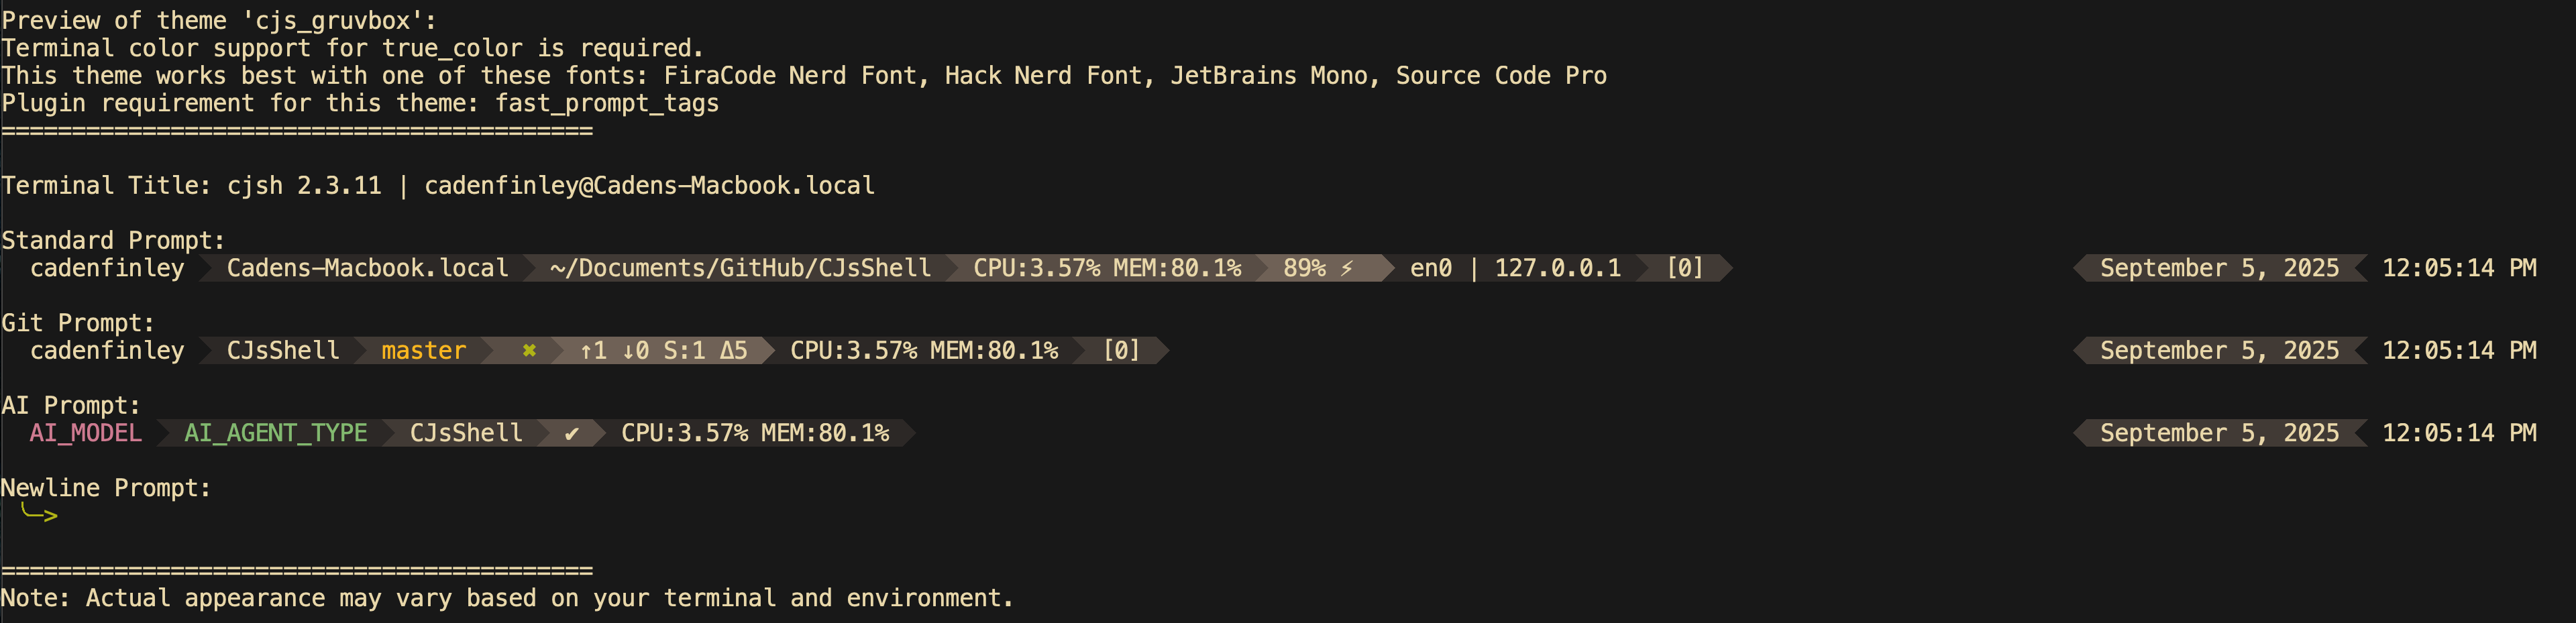 Preview of theme 'cjs_gruvbox':
Terminal color support for true_color is required.
This theme works best with one of these fonts: FiraCode Nerd Font, Hack Nerd Font, JetBrains Mono, Source Code Pro
Plugin requirement for this theme: fast_prompt_tags
==========================================
Terminal Title: cjsh 2.3.11 | cadenfinley@Cadens-Macbook.local
Standard Prompt:
cadenfinley Cadens-Macbook.local ~/Documents/GitHub/CJsShell CPU:3.57% MEM:80.1% 89% ⚡ en0 | 127.0.0.1 [0] September 5, 2025 12:05:14 PM
Git Prompt:
cadenfinley CJsShell master ✖ ↑1 ↓0 S:1 Δ5 CPU:3.57% MEM:80.1% [0] September 5, 2025 12:05:14 PM
AI Prompt:
AI_MODEL AI_AGENT_TYPE CJsShell ✔ CPU:3.57% MEM:80.1% September 5, 2025 12:05:14 PM
Newline Prompt:
╰─>
==========================================
Note: Actual appearance may vary based on your terminal and environment.